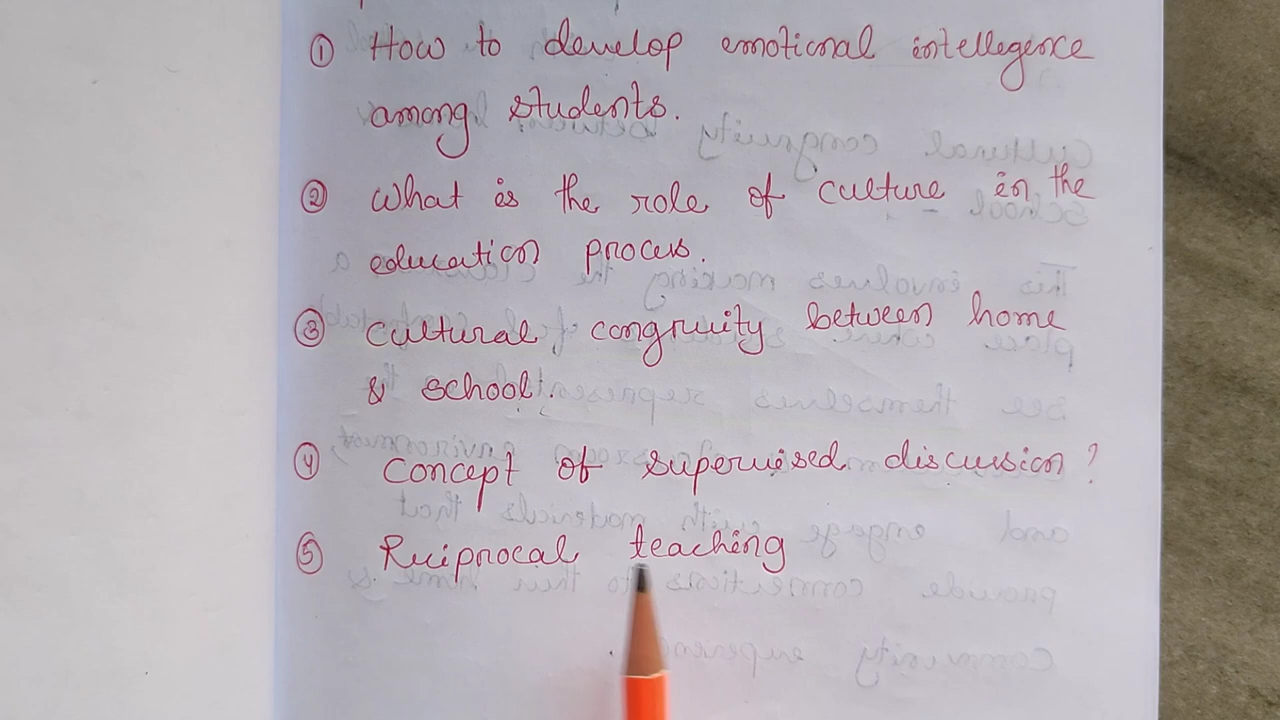 ① How to develop emotional intellegence
among students.
② What is the role of culture in the
education process.
③ Cultural congruity between home
& school.
④ Concept of supervised discussion ?
⑤ Reciprocal teaching